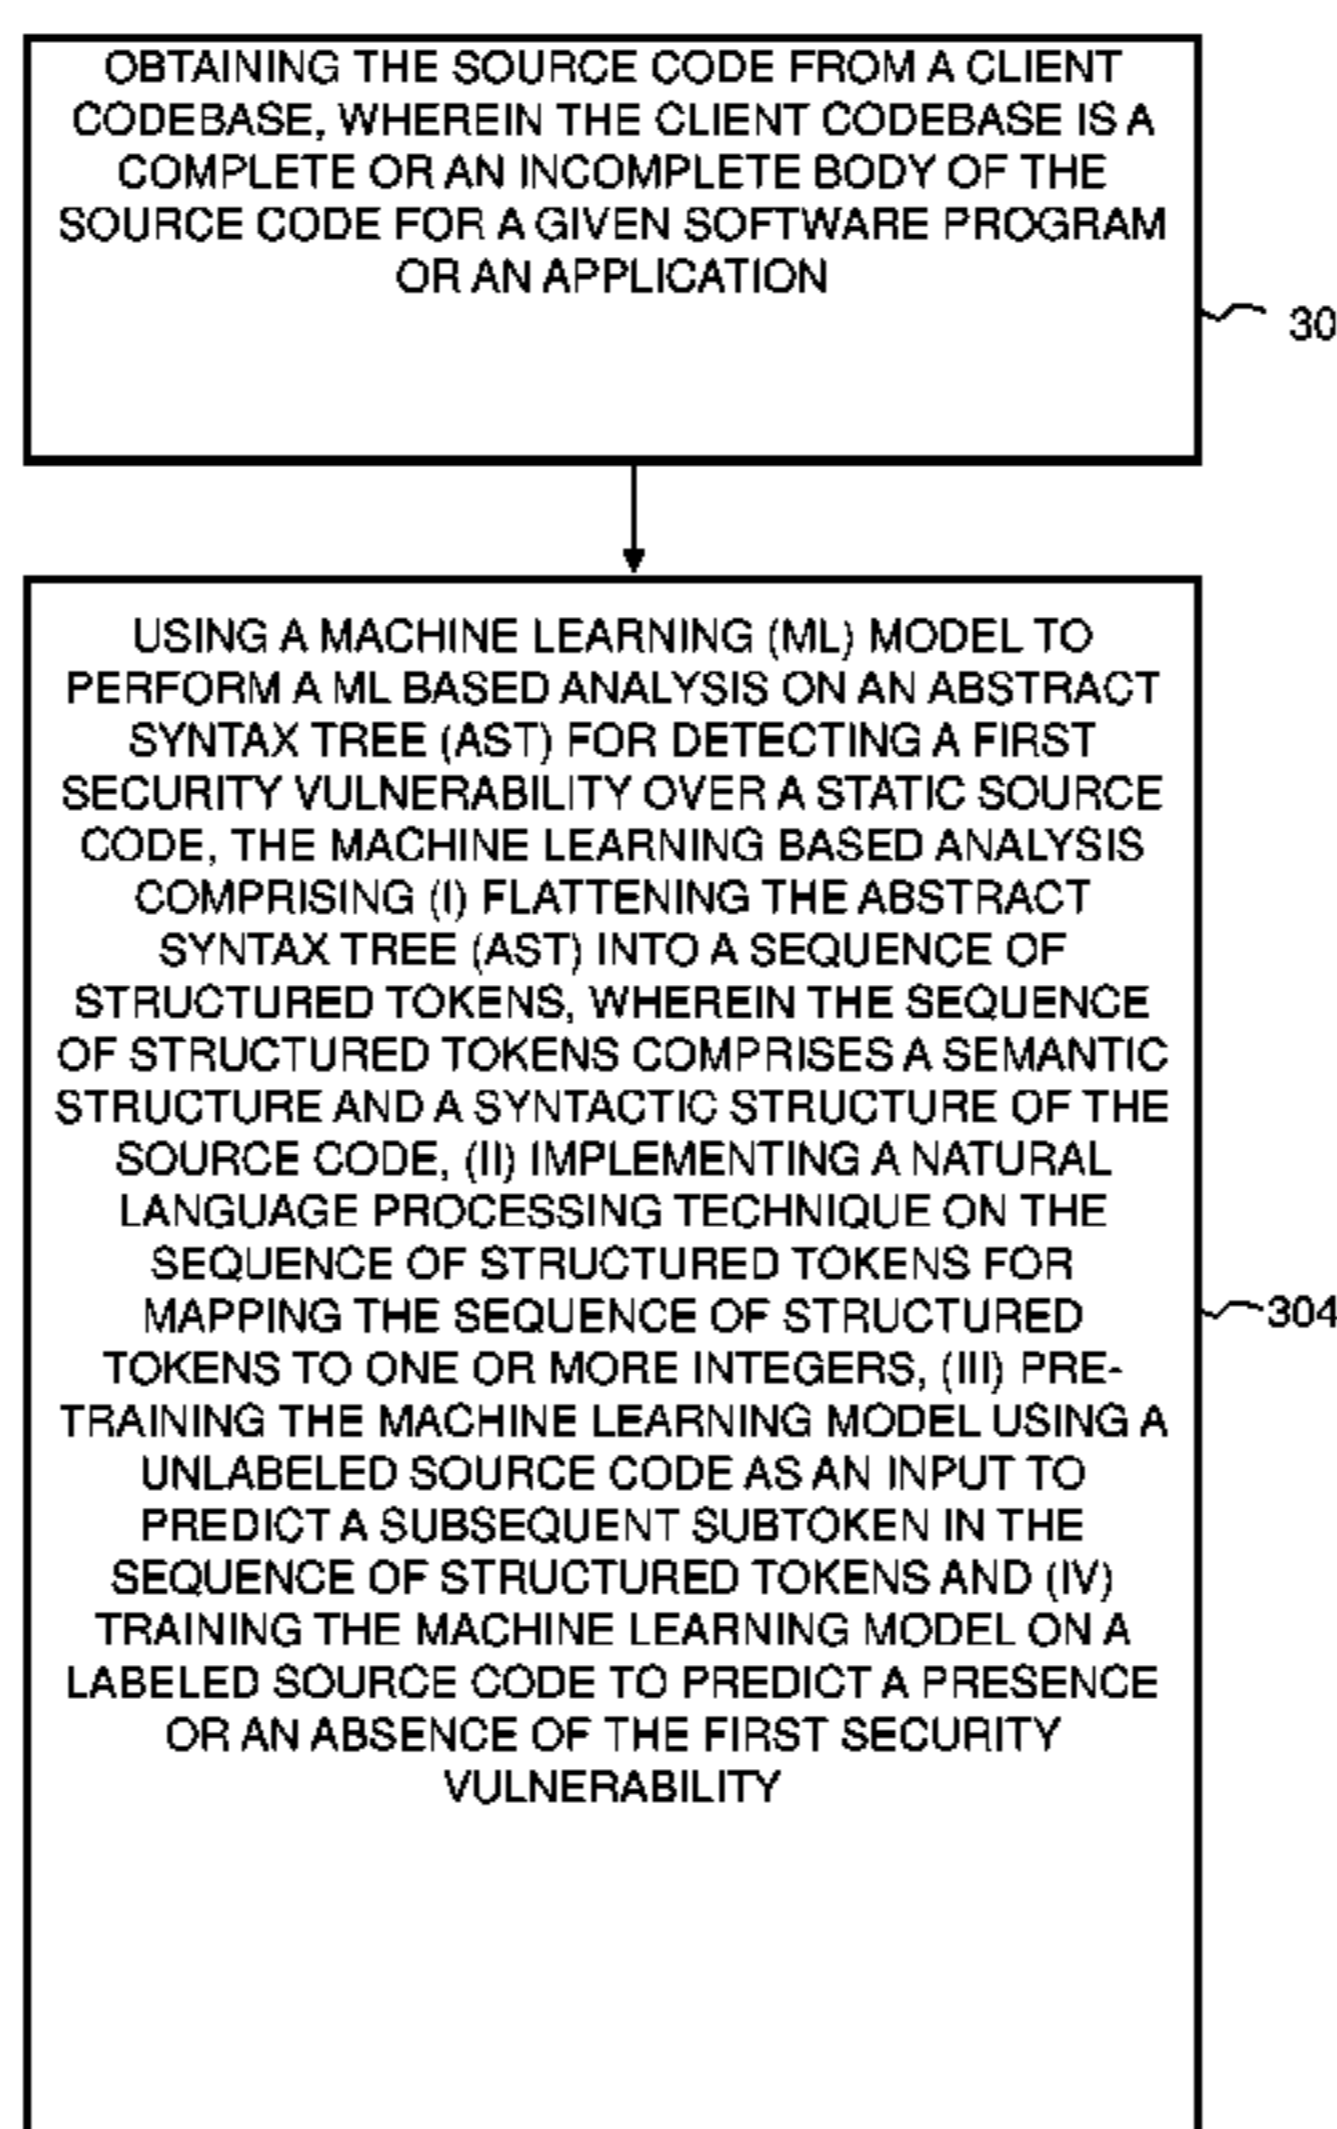 OBTAINING THE SOURCE CODE FROM A CLIENT
CODEBASE, WHEREIN THE CLIENT CODEBASE IS A
COMPLETE OR AN INCOMPLETE BODY OF THE
SOURCE CODE FOR A GIVEN SOFTWARE PROGRAM
OR AN APPLICATION
30
USING A MACHINE LEARNING (ML) MODEL TO
PERFORM A ML BASED ANALYSIS ON AN ABSTRACT
SYNTAX TREE (AST) FOR DETECTING A FIRST
SECURITY VULNERABILITY OVER A STATIC SOURCE
CODE, THE MACHINE LEARNING BASED ANALYSIS
COMPRISING (I) FLATTENING THE ABSTRACT
SYNTAX TREE (AST) INTO A SEQUENCE OF
STRUCTURED TOKENS, WHEREIN THE SEQUENCE
OF STRUCTURED TOKENS COMPRISES A SEMANTIC
STRUCTURE AND A SYNTACTIC STRUCTURE OF THE
SOURCE CODE, (II) IMPLEMENTING A NATURAL
LANGUAGE PROCESSING TECHNIQUE ON THE
SEQUENCE OF STRUCTURED TOKENS FOR
MAPPING THE SEQUENCE OF STRUCTURED
TOKENS TO ONE OR MORE INTEGERS, (III) PRE-
TRAINING THE MACHINE LEARNING MODEL USING A
UNLABELED SOURCE CODE AS AN INPUT TO
PREDICT A SUBSEQUENT SUBTOKEN IN THE
SEQUENCE OF STRUCTURED TOKENS AND (IV)
TRAINING THE MACHINE LEARNING MODEL ON A
LABELED SOURCE CODE TO PREDICT A PRESENCE
OR AN ABSENCE OF THE FIRST SECURITY
VULNERABILITY
304